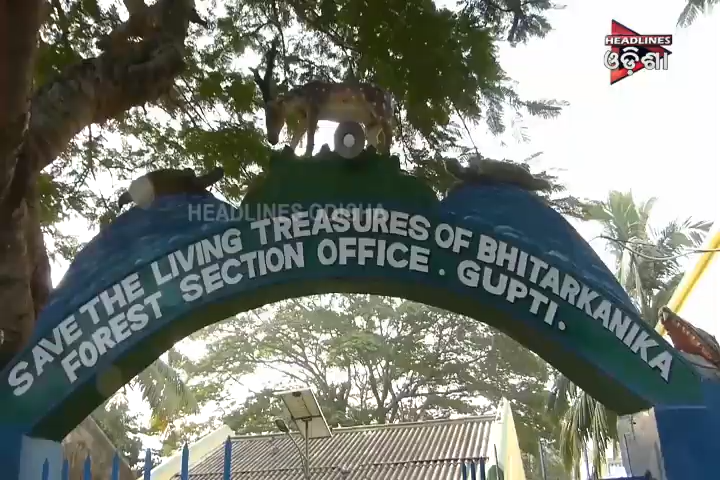 HEADLINES
ଓଡ଼ିଶା
HEADLINES ODISHA
SAVE THE LIVING TREASURES OF BHITARKANIKA
FOREST SECTION OFFICE . GUPTI .